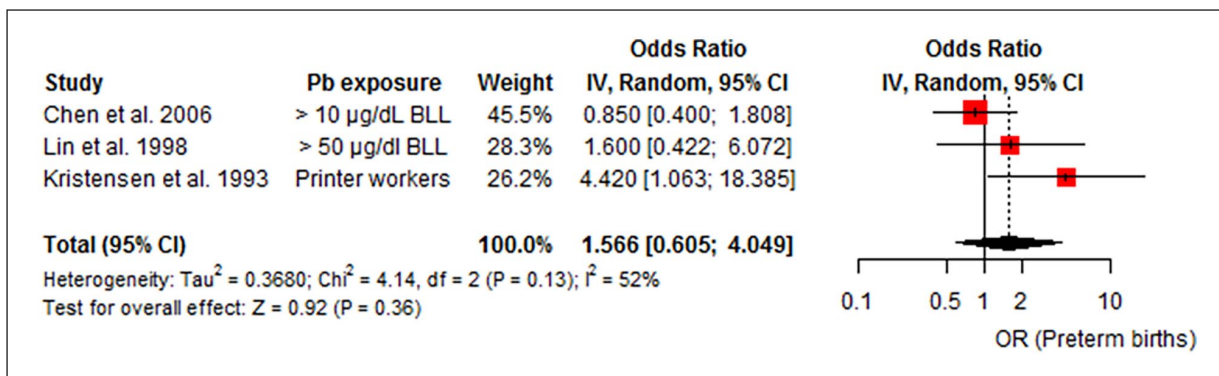 Odds Ratio Odds Ratio
Study Pb exposure Weight IV, Random, 95% CI IV, Random, 95% CI
Chen et al. 2006 > 10 µg/dL BLL 45.5% 0.850 [0.400; 1.808]
Lin et al. 1998 > 50 µg/dl BLL 28.3% 1.600 [0.422; 6.072]
Kristensen et al. 1993 Printer workers 26.2% 4.420 [1.063; 18.385]
Total (95% CI) 100.0% 1.566 [0.605; 4.049]
Heterogeneity: Tau² = 0.3680; Chi² = 4.14, df = 2 (P = 0.13); I² = 52%
Test for overall effect: Z = 0.92 (P = 0.36)
0.1 0.5 1 2 10
OR (Preterm births)